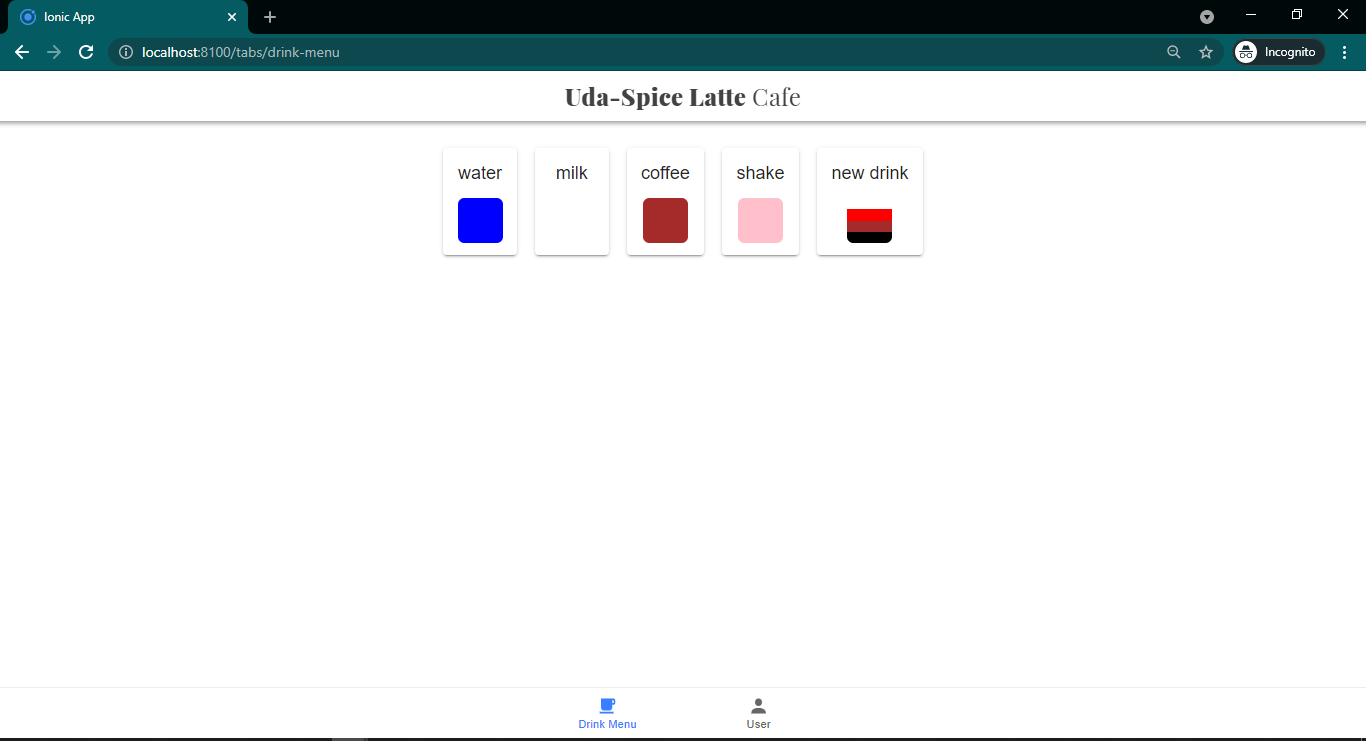 Ionic App
localhost:8100/tabs/drink-menu
Incognito
Uda-Spice Latte Cafe
water
milk
coffee
shake
new drink
Drink Menu
User